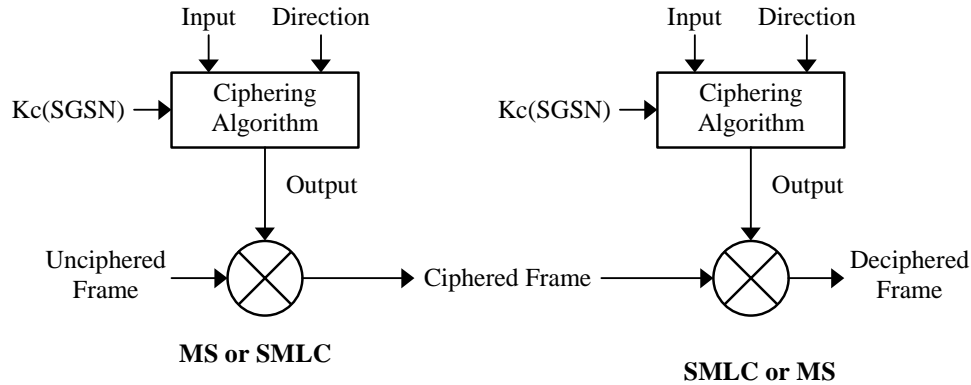 Input Direction
Kc(SGSN)
Ciphering
Algorithm
Output
Unciphered
Frame
MS or SMLC
Ciphered Frame
Input Direction
Kc(SGSN)
Ciphering
Algorithm
Output
Deciphered
Frame
SMLC or MS